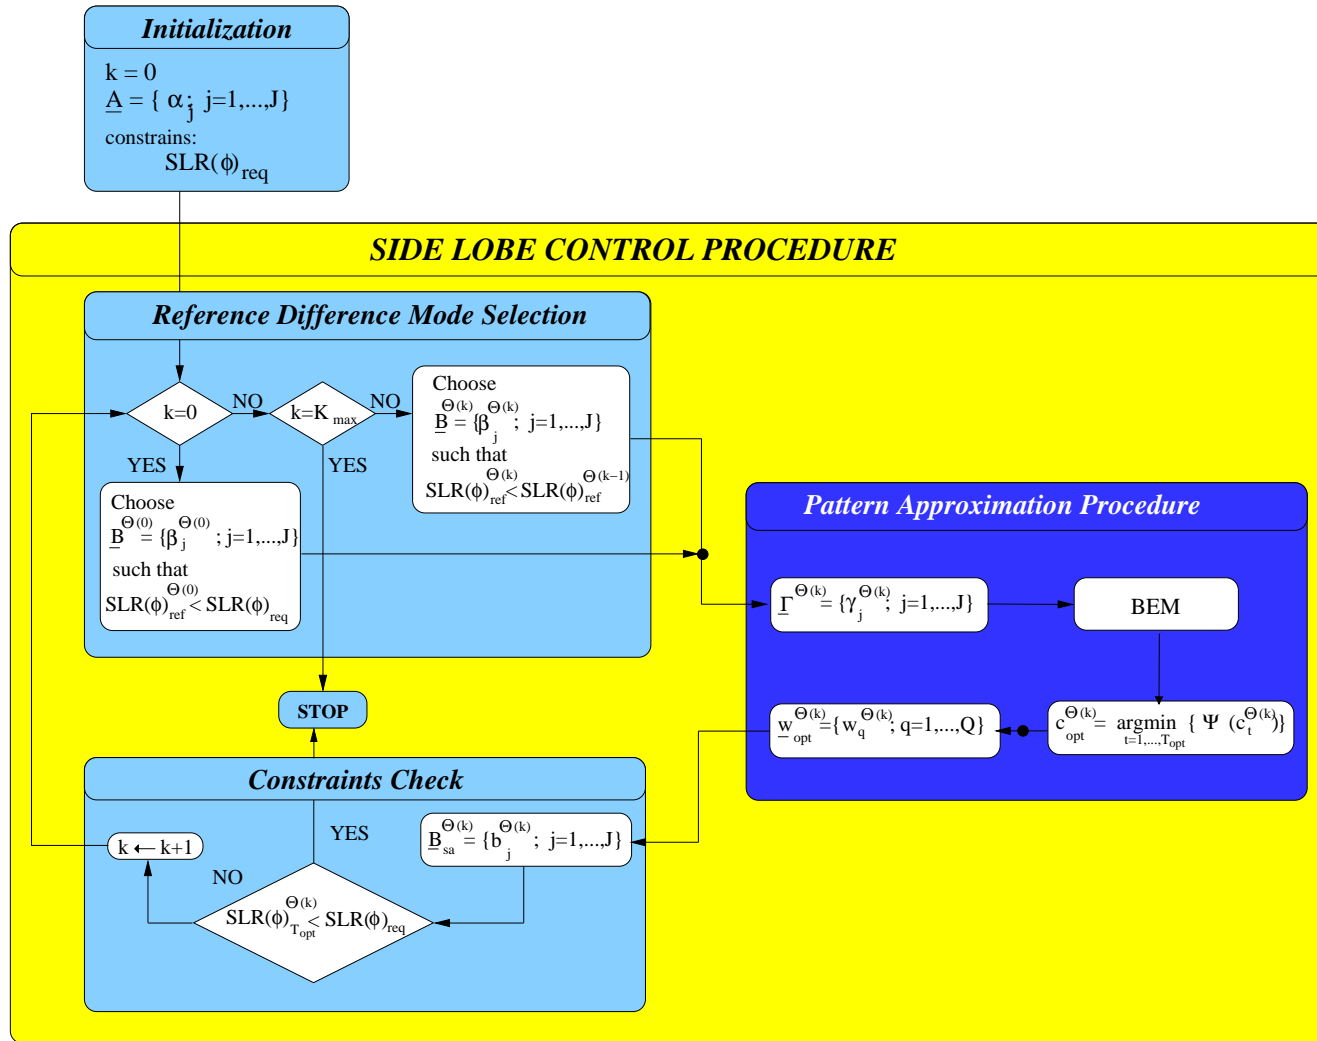 Initialization
k = 0
A = { α_j ; j=1,...,J}
constrains:
SLR(ϕ)_req
SIDE LOBE CONTROL PROCEDURE
Reference Difference Mode Selection
k=0
NO
k=K_max
NO
YES
YES
Choose
B^Θ(k) = {β_j^Θ(k) ; j=1,...,J}
such that
SLR(ϕ)_ref^Θ(k) < SLR(ϕ)_ref^Θ(k−1)
Choose
B^Θ(0) = {β_j^Θ(0) ; j=1,...,J}
such that
SLR(ϕ)_ref^Θ(0) < SLR(ϕ)_req
Pattern Approximation Procedure
Γ^Θ(k) = {γ_j^Θ(k) ; j=1,...,J}
BEM
c_opt^Θ(k) = argmin_t=1,...,T_opt { Ψ (c_t^Θ(k))}
w_opt^Θ(k) = {w_q^Θ(k) ; q=1,...,Q}
STOP
Constraints Check
YES
B_sa^Θ(k) = {b_j^Θ(k) ; j=1,...,J}
k ← k+1
NO
SLR(ϕ)_T_opt^Θ(k) < SLR(ϕ)_req